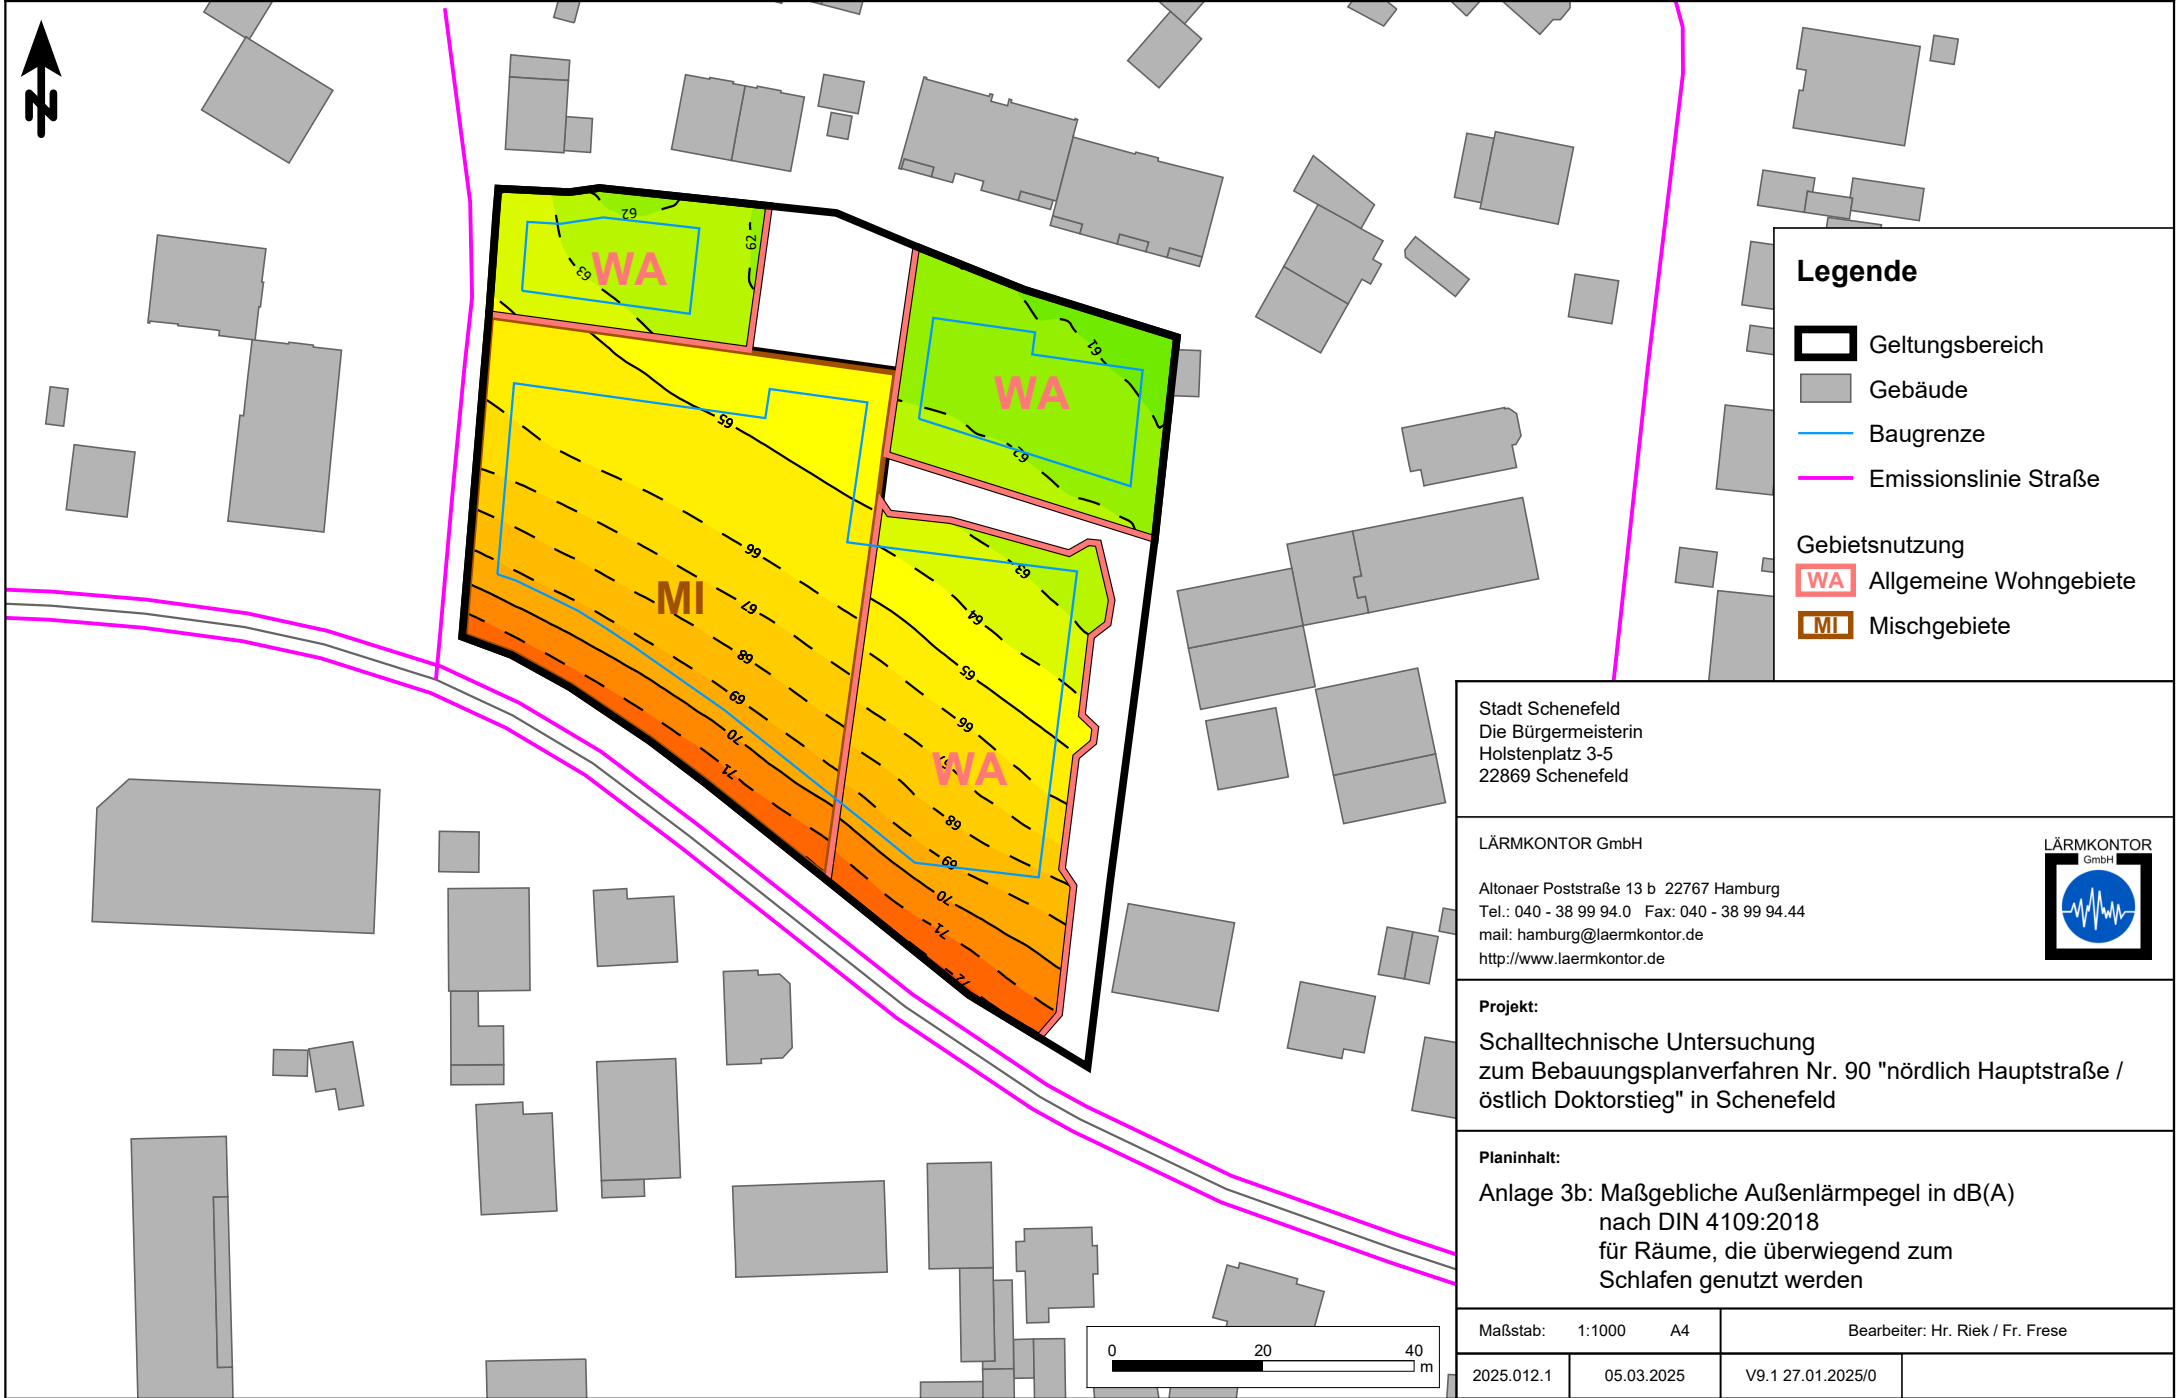 N
62
62
63
WA
61
WA
62
65
66
67
MI
68
69
70
71
63
64
65
66
67
WA
68
69
70
71
72
Legende
Geltungsbereich
Gebäude
Baugrenze
Emissionslinie Straße
Gebietsnutzung
WA Allgemeine Wohngebiete
MI Mischgebiete
Stadt Schenefeld
Die Bürgermeisterin
Holstenplatz 3-5
22869 Schenefeld
LÄRMKONTOR GmbH
Altonaer Poststraße 13 b 22767 Hamburg
Tel.: 040 - 38 99 94.0 Fax: 040 - 38 99 94.44
mail: hamburg@laermkontor.de
http://www.laermkontor.de
LÄRMKONTOR
GmbH
Projekt:
Schalltechnische Untersuchung
zum Bebauungsplanverfahren Nr. 90 "nördlich Hauptstraße /
östlich Doktorstieg" in Schenefeld
Planinhalt:
Anlage 3b: Maßgebliche Außenlärmpegel in dB(A)
nach DIN 4109:2018
für Räume, die überwiegend zum
Schlafen genutzt werden
0 20 40
m
Maßstab: 1:1000 A4 Bearbeiter: Hr. Riek / Fr. Frese
2025.012.1 05.03.2025 V9.1 27.01.2025/0